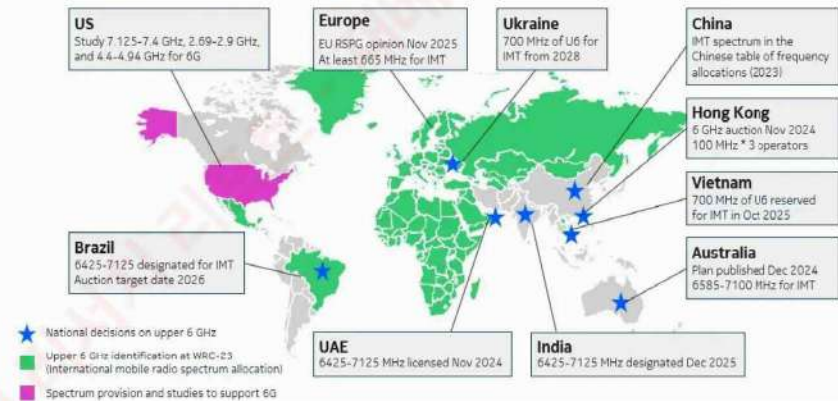 US
Study 7.125-7.4 GHz, 2.69-2.9 GHz,
and 4.4-4.94 GHz for 6G
Europe
EU RSPG opinion Nov 2025
At least 665 MHz for IMT
Ukraine
700 MHz of U6 for
IMT from 2028
China
IMT spectrum in the
Chinese table of frequency
allocations (2023)
Hong Kong
6 GHz auction Nov 2024
100 MHz * 3 operators
Vietnam
700 MHz of U6 reserved
for IMT in Oct 2025
Australia
Plan published Dec 2024
6585-7100 MHz for IMT
Brazil
6425-7125 designated for IMT
Auction target date 2026
UAE
6425-7125 MHz licensed Nov 2024
India
6425-7125 MHz designated Dec 2025
National decisions on upper 6 GHz
Upper 6 GHz identification at WRC-23
(International mobile radio spectrum allocation)
Spectrum provision and studies to support 6G